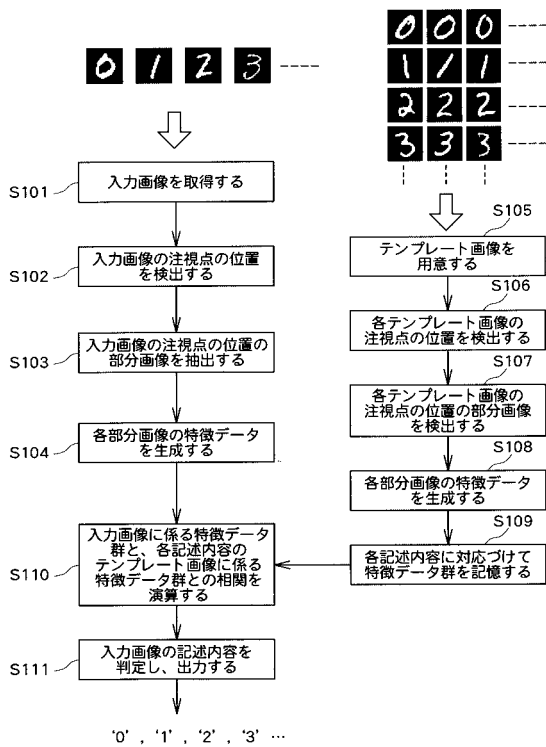 0 1 2 3
0 0 0
1 1 1
2 2 2
3 3 3
S101
入力画像を取得する
S102
入力画像の注視点の位置
を検出する
S103
入力画像の注視点の位置の
部分画像を抽出する
S104
各部分画像の特徴データ
を生成する
S105
テンプレート画像を
用意する
S106
各テンプレート画像の
注視点の位置を検出する
S107
各テンプレート画像の
注視点の位置の部分画像
を検出する
S108
各部分画像の特徴データ
を生成する
S109
各記述内容に対応づけて
特徴データ群を記憶する
S110
入力画像に係る特徴データ
群と、各記述内容の
テンプレート画像に係る
特徴データ群との相関を
演算する
S111
入力画像の記述内容を
判定し、出力する
‘0’, ‘1’, ‘2’, ‘3’ …